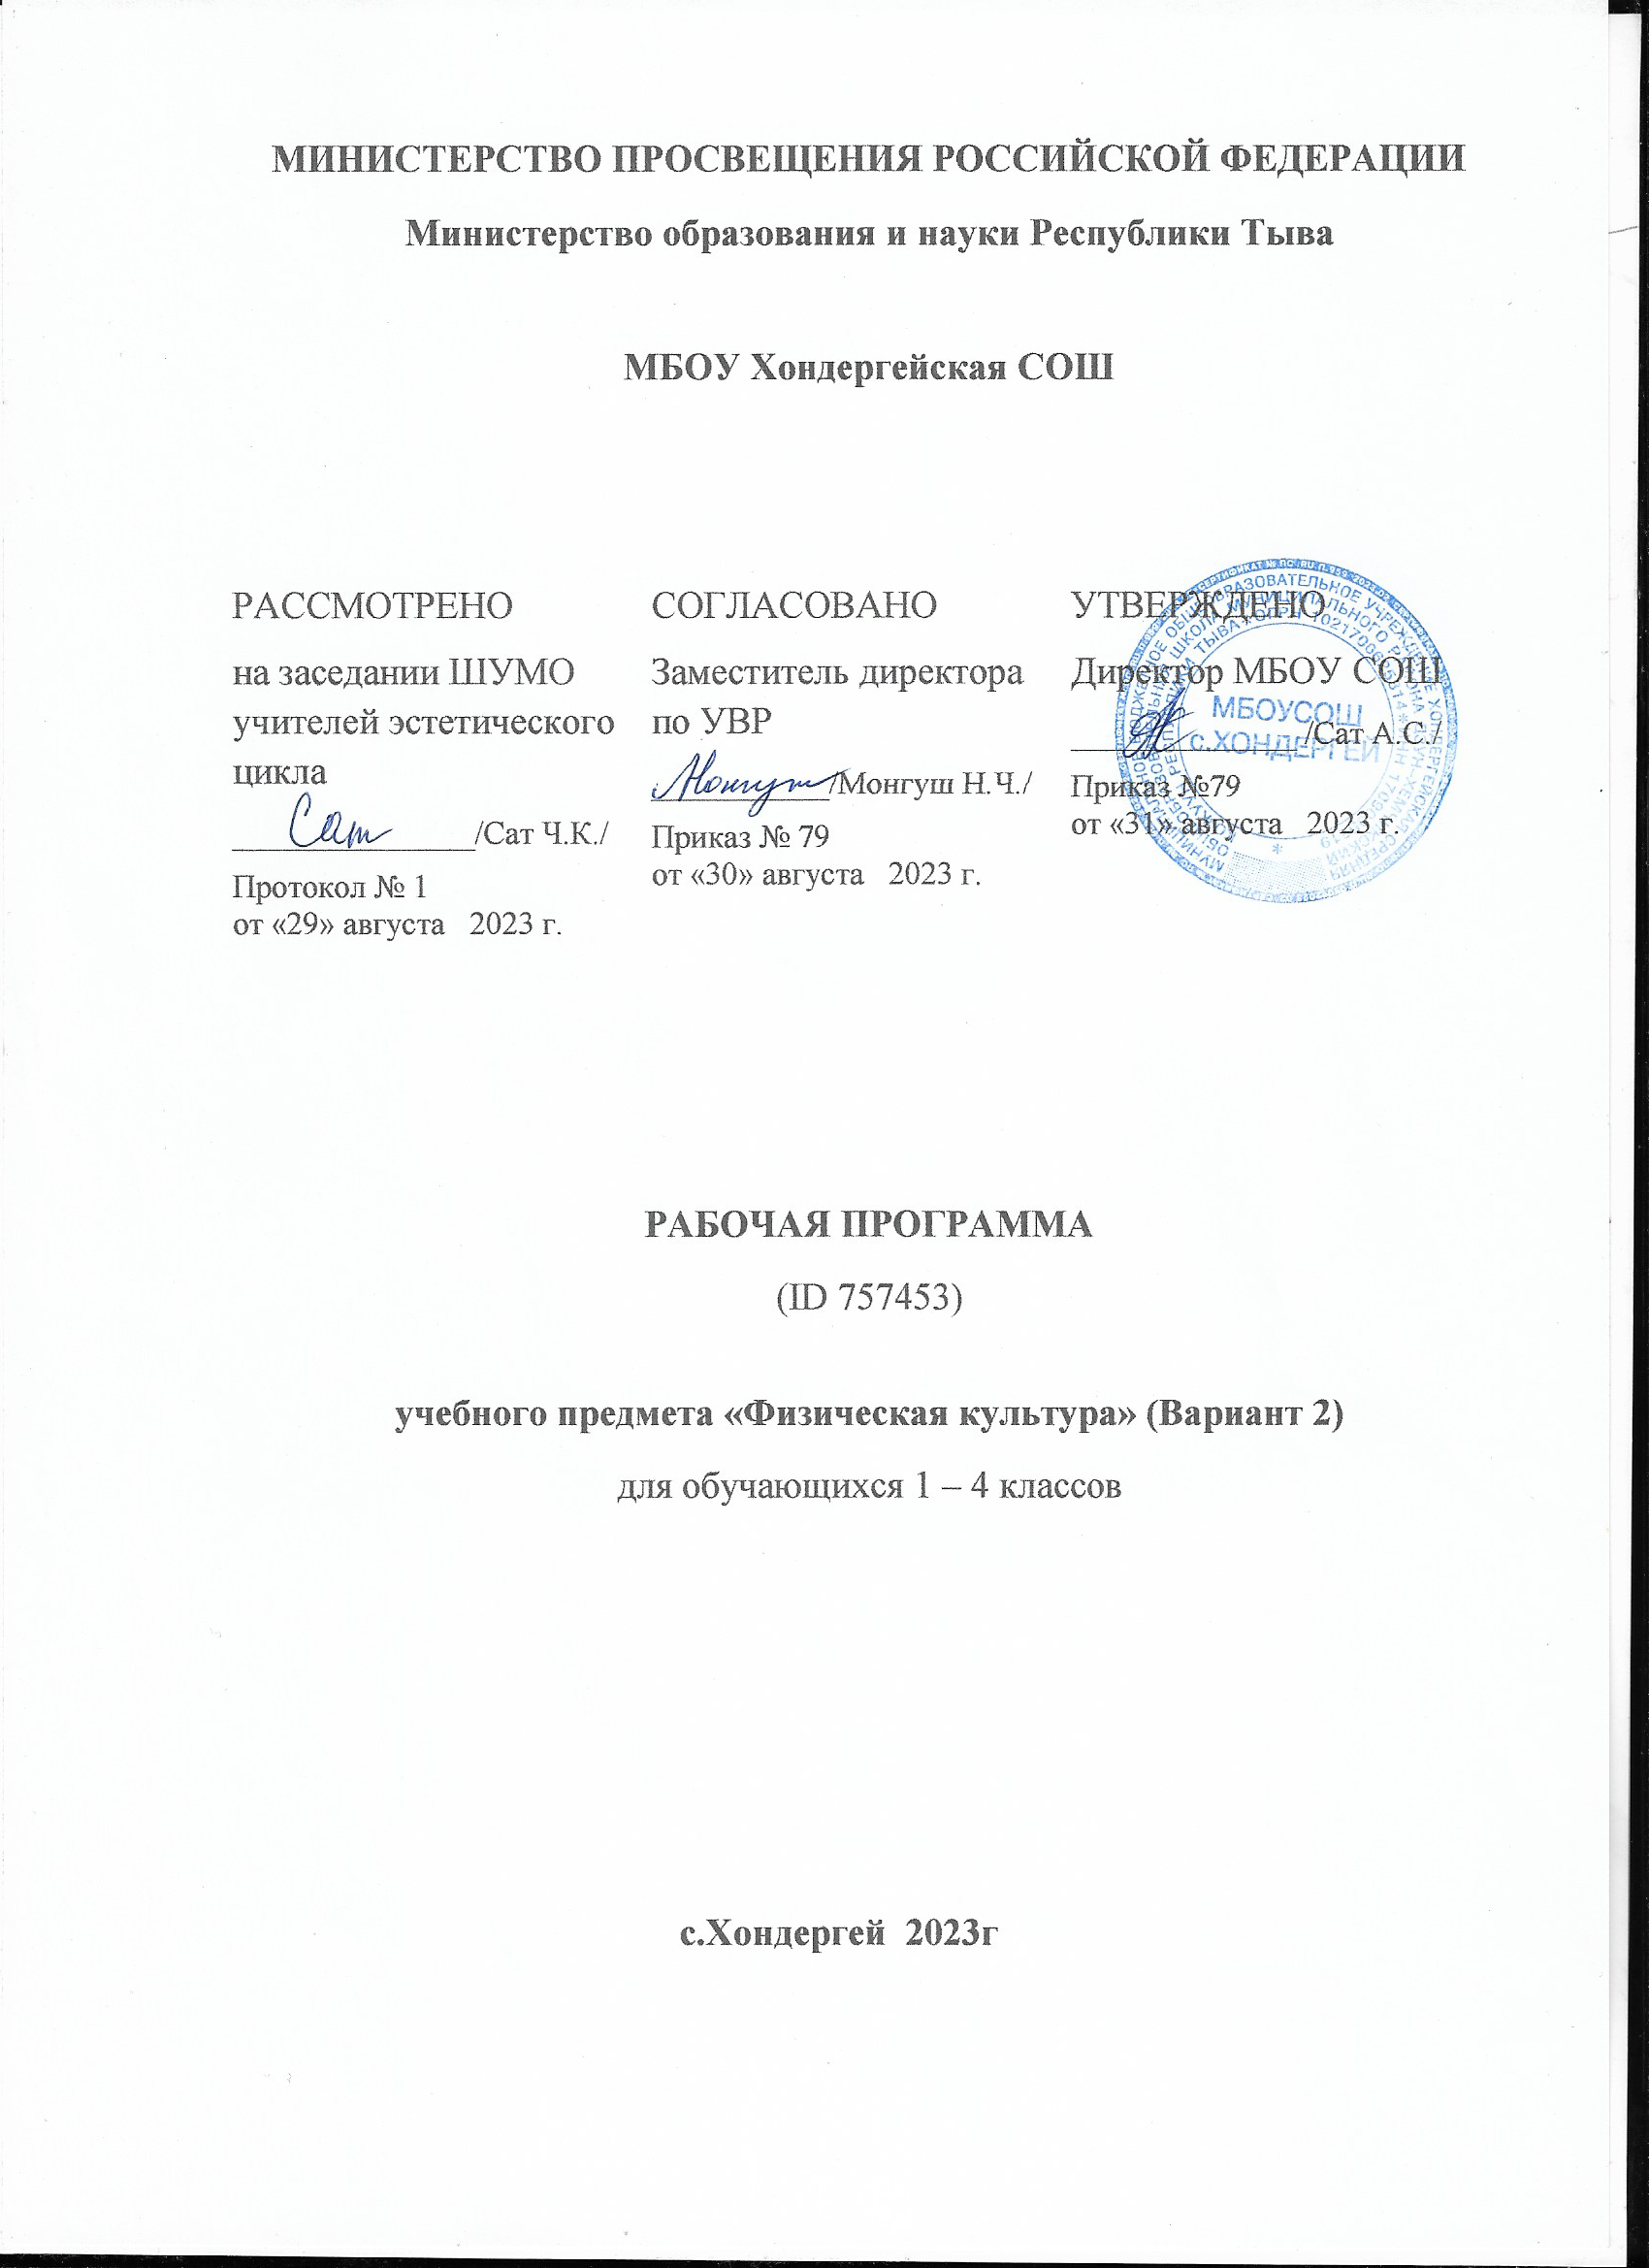 МИНИСТЕРСТВО ПРОСВЕЩЕНИЯ РОССИЙСКОЙ ФЕДЕРАЦИИ
Министерство образования и науки Республики Тыва
МБОУ Хондергейская СОШ
РАССМОТРЕНО
на заседании ШУМО
учителей эстетического
цикла
Сат
/Сат Ч.К./
Протокол № 1
от «29» августа 2023 г.
СОГЛАСОВАНО
Заместитель директора
по УВР
Монгуш
/Монгуш Н.Ч./
Приказ № 79
от «30» августа 2023 г.
УТВЕРЖДЕНО
Директор МБОУ СОШ
/Сат А.С./
Приказ №79
от «31» августа 2023 г.
МБОУСОШ
с.ХОНДЕРГЕЙ
РАБОЧАЯ ПРОГРАММА
(ID 757453)
учебного предмета «Физическая культура» (Вариант 2)
для обучающихся 1 – 4 классов
с.Хондергей 2023г